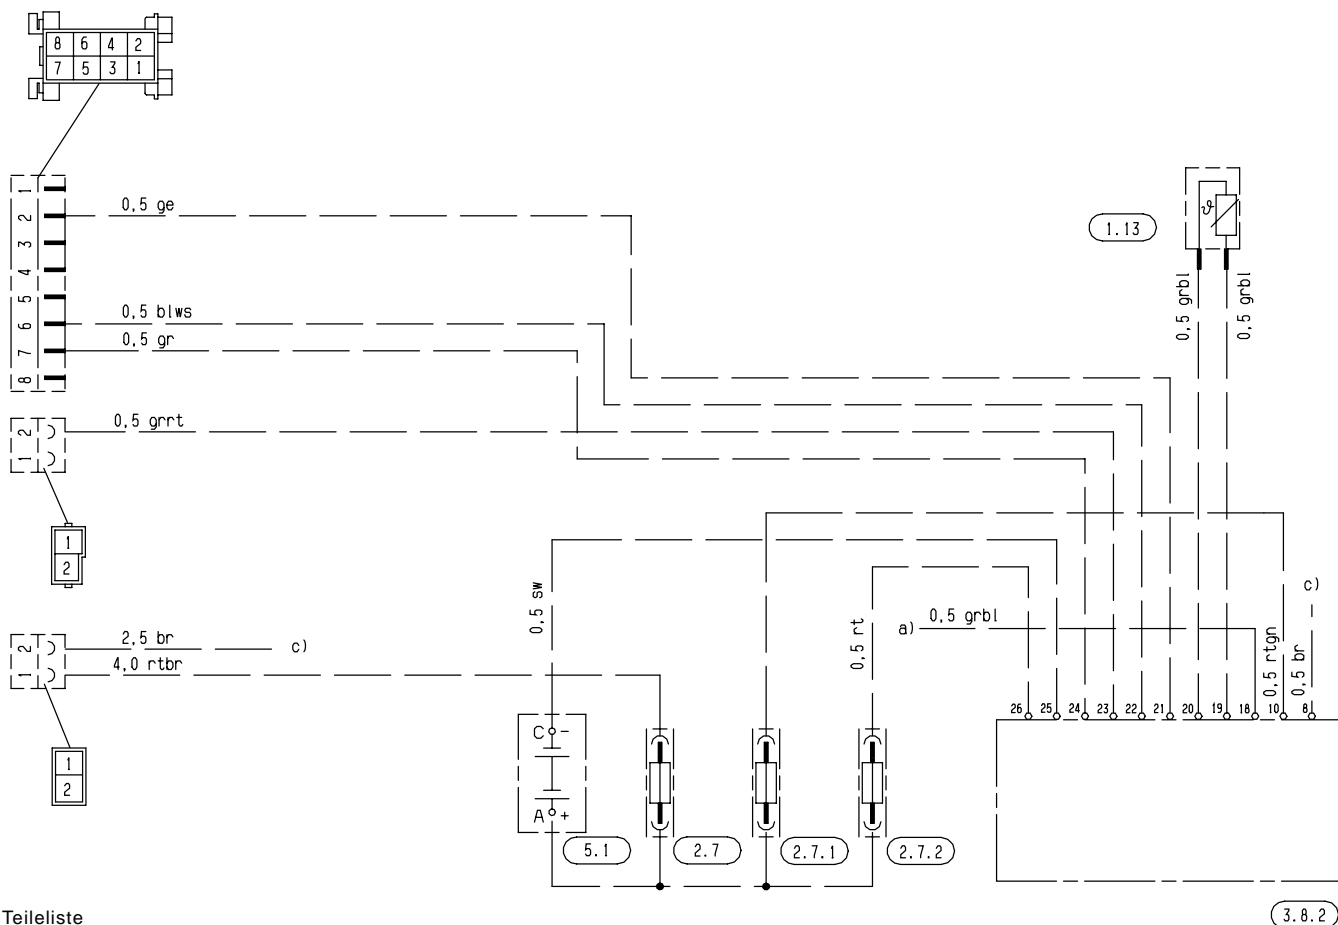 8 6 4 2
7 5 3 1
1
2
3
4
5
6
7
8
0,5 ge
0,5 blws
0,5 gr
ϑ
1.13
0,5 grbl
0,5 grbl
2
1
0,5 grrt
1
2
2
1
2,5 br
c)
4,0 rtbr
1
2
0,5 sw
0,5 rt
a)
0,5 grbl
0,5 rtgn
0,5 br
c)
26 25 24 23 22 21 20 19 18 10 8
C -
A +
5.1
2.7
2.7.1
2.7.2
3.8.2
Teileliste